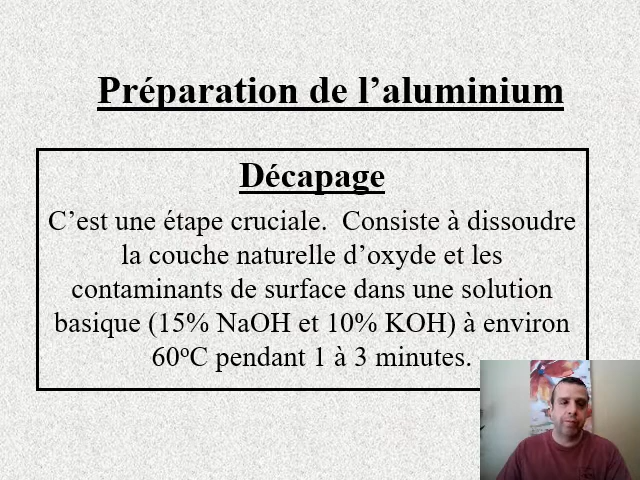 Préparation de l’aluminium
Décapage
C’est une étape cruciale.  Consiste à dissoudre
la couche naturelle d’oxyde et les
contaminants de surface dans une solution
basique (15% NaOH et 10% KOH) à environ
60ºC pendant 1 à 3 minutes.